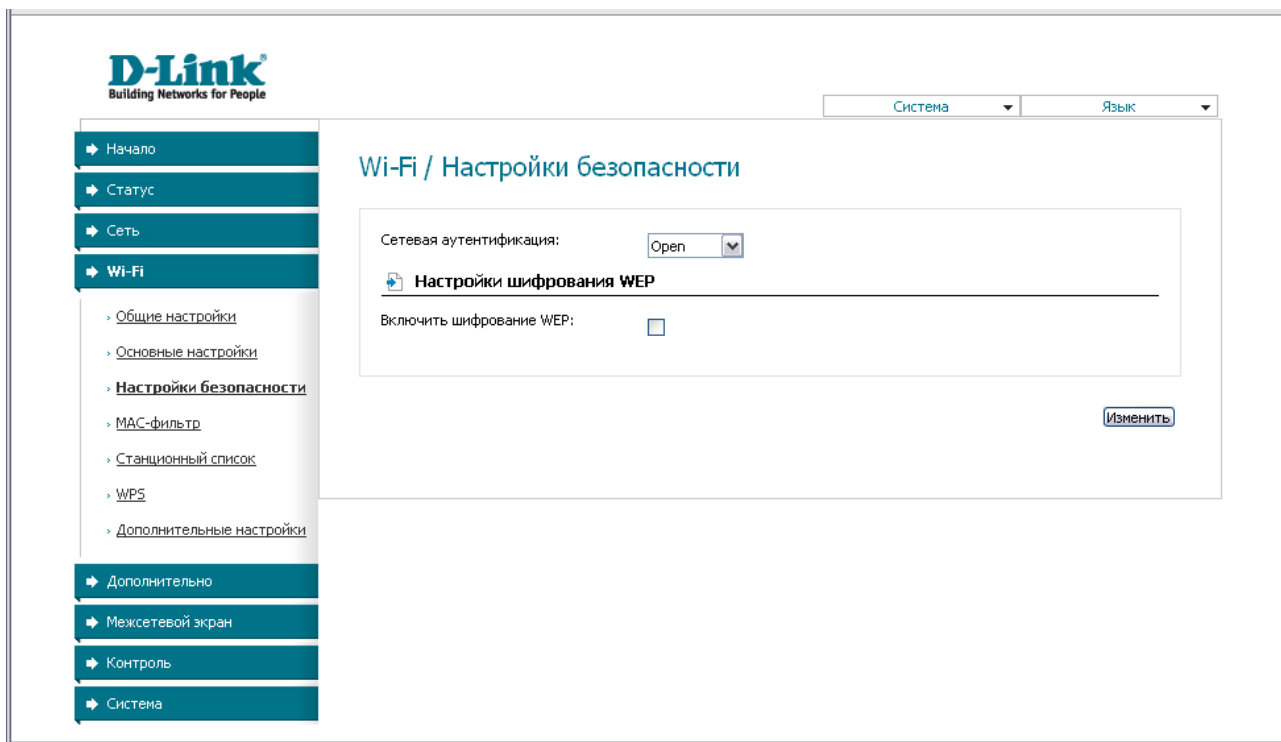 D-Link®
Building Networks for People
Система Язык
Начало
Статус
Сеть
Wi-Fi
Общие настройки
Основные настройки
Настройки безопасности
MAC-фильтр
Станционный список
WPS
Дополнительные настройки
Дополнительно
Межсетевой экран
Контроль
Система
Wi-Fi / Настройки безопасности
Сетевая аутентификация: Open
Настройки шифрования WEP
Включить шифрование WEP:
Изменить